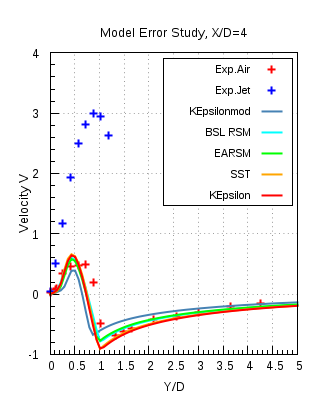 Model Error Study, X/D=4
Exp.Air
Exp.Jet
KEpsilonmod
BSL RSM
EARSM
SST
KEpsilon
Velocity V
4
3
2
1
0
-1
0 0.5 1 1.5 2 2.5 3 3.5 4 4.5 5
Y/D